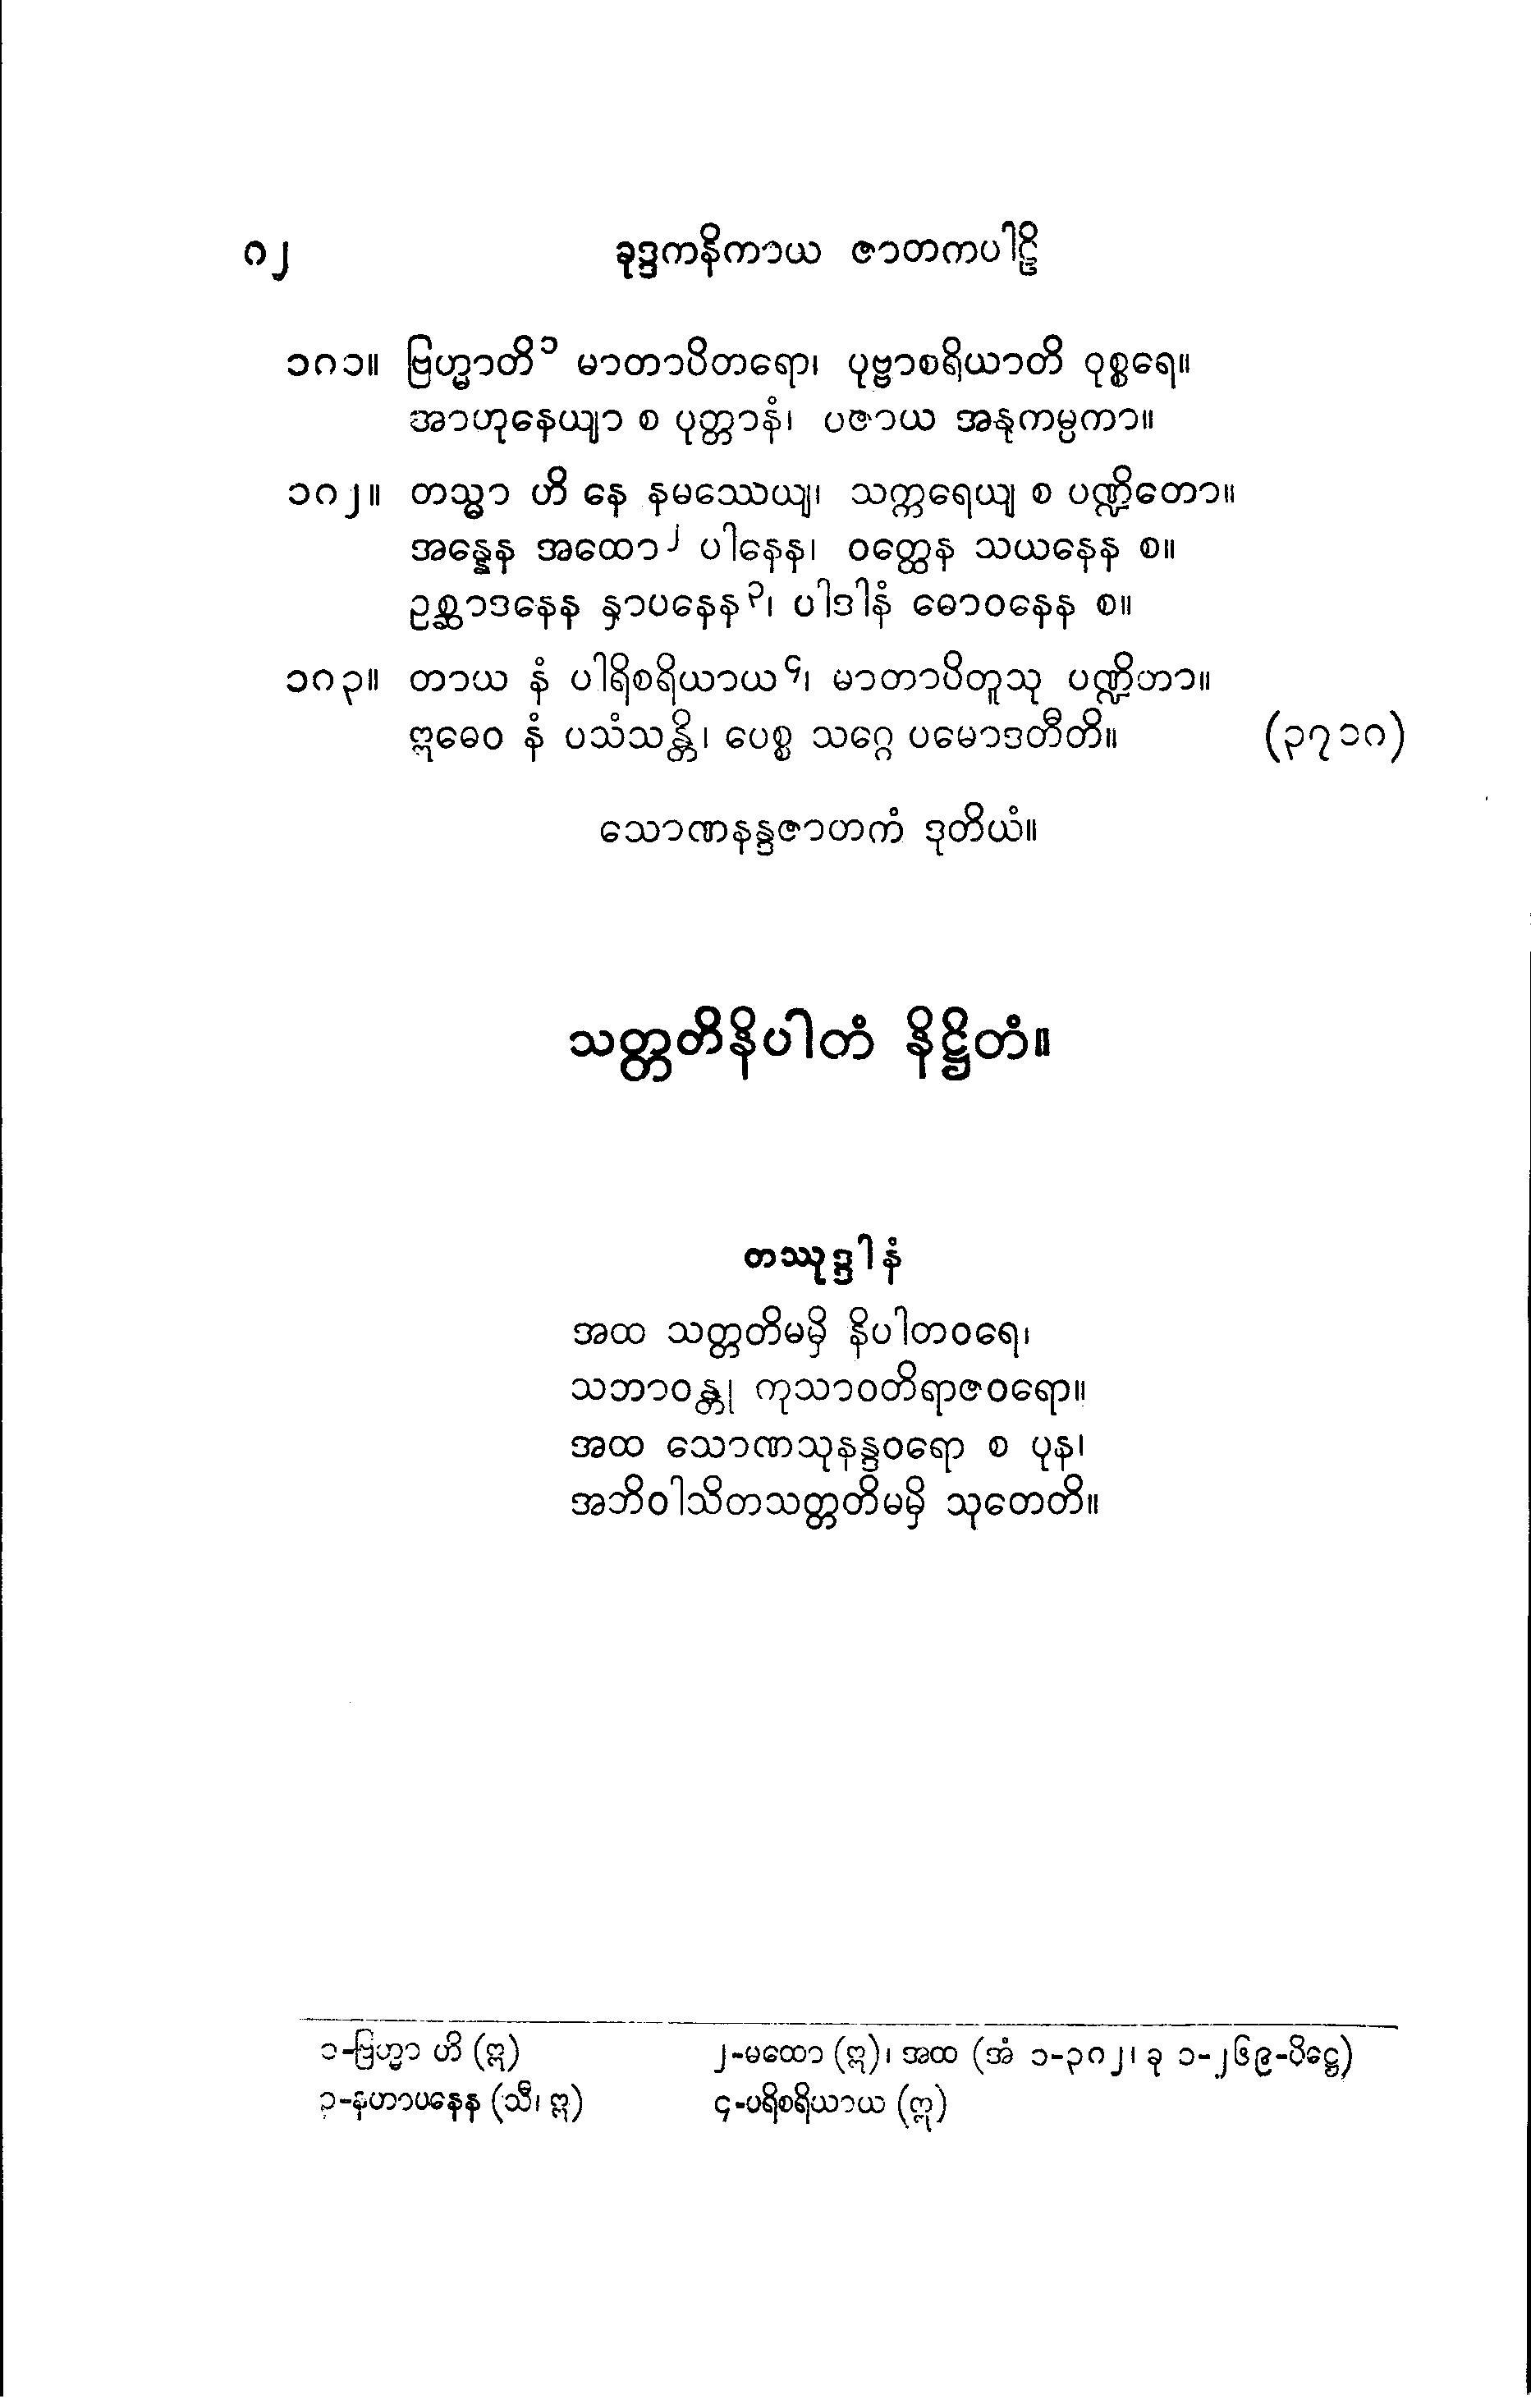 ၈၂ ခုဒ္ဒကနိကာယ ဇာတကပါဠိ
၁၈၁။ ဗြဟ္မာတိ၁ မာတာပိတရော၊ ပုဗ္ဗာစရိယာတိ ဝုစ္စရေ။
အာဟုနေယျာ စ ပုတ္တာနံ၊ ပဇာယ အနုကမ္ပကာ။
၁၈၂။ တသ္မာ ဟိ နေ နမဿေယျ၊ သက္ကရေယျ စ ပဏ္ဍိတော။
အန္နေန အထော၂ ပါနေန၊ ဝတ္ထေန သယနေန စ။
ဥစ္ဆာဒနေန နှာပနေန၃၊ ပါဒါနံ ဓောဝနေန စ။
၁၈၃။ တာယ နံ ပါရိစရိယာယ၄၊ မာတာပိတူသု ပဏ္ဍိတာ။
ဣဓေဝ နံ ပသံသန္တိ၊ ပေစ္စ သဂ္ဂေ ပမောဒတီတိ။ (၃၇၁၈)
သောဏနန္ဒဇာတကံ ဒုတိယံ။
သတ္တတိနိပါတံ နိဋ္ဌိတံ။
တဿုဒ္ဒါနံ
အထ သတ္တတိမမှိ နိပါတဝရေ၊
သဘာဝန္တု ကုသာဝတိရာဇဝရော။
အထ သောဏသုနန္ဒဝရော စ ပုန၊
အဘိဝါသိတသတ္တတိမမှိ သုတေတိ။
၁-ဗြဟ္မာ ဟိ (ဣ) ၂-မထော (ဣ)၊ အထ (အံ ၁-၃၈၂၊ ခု ၁-၂၆၉-ပိဋ္ဌေ)
၃-နဟာပနေန (သီ၊ ဣ) ၄-ပရိစရိယာယ (ဣ)